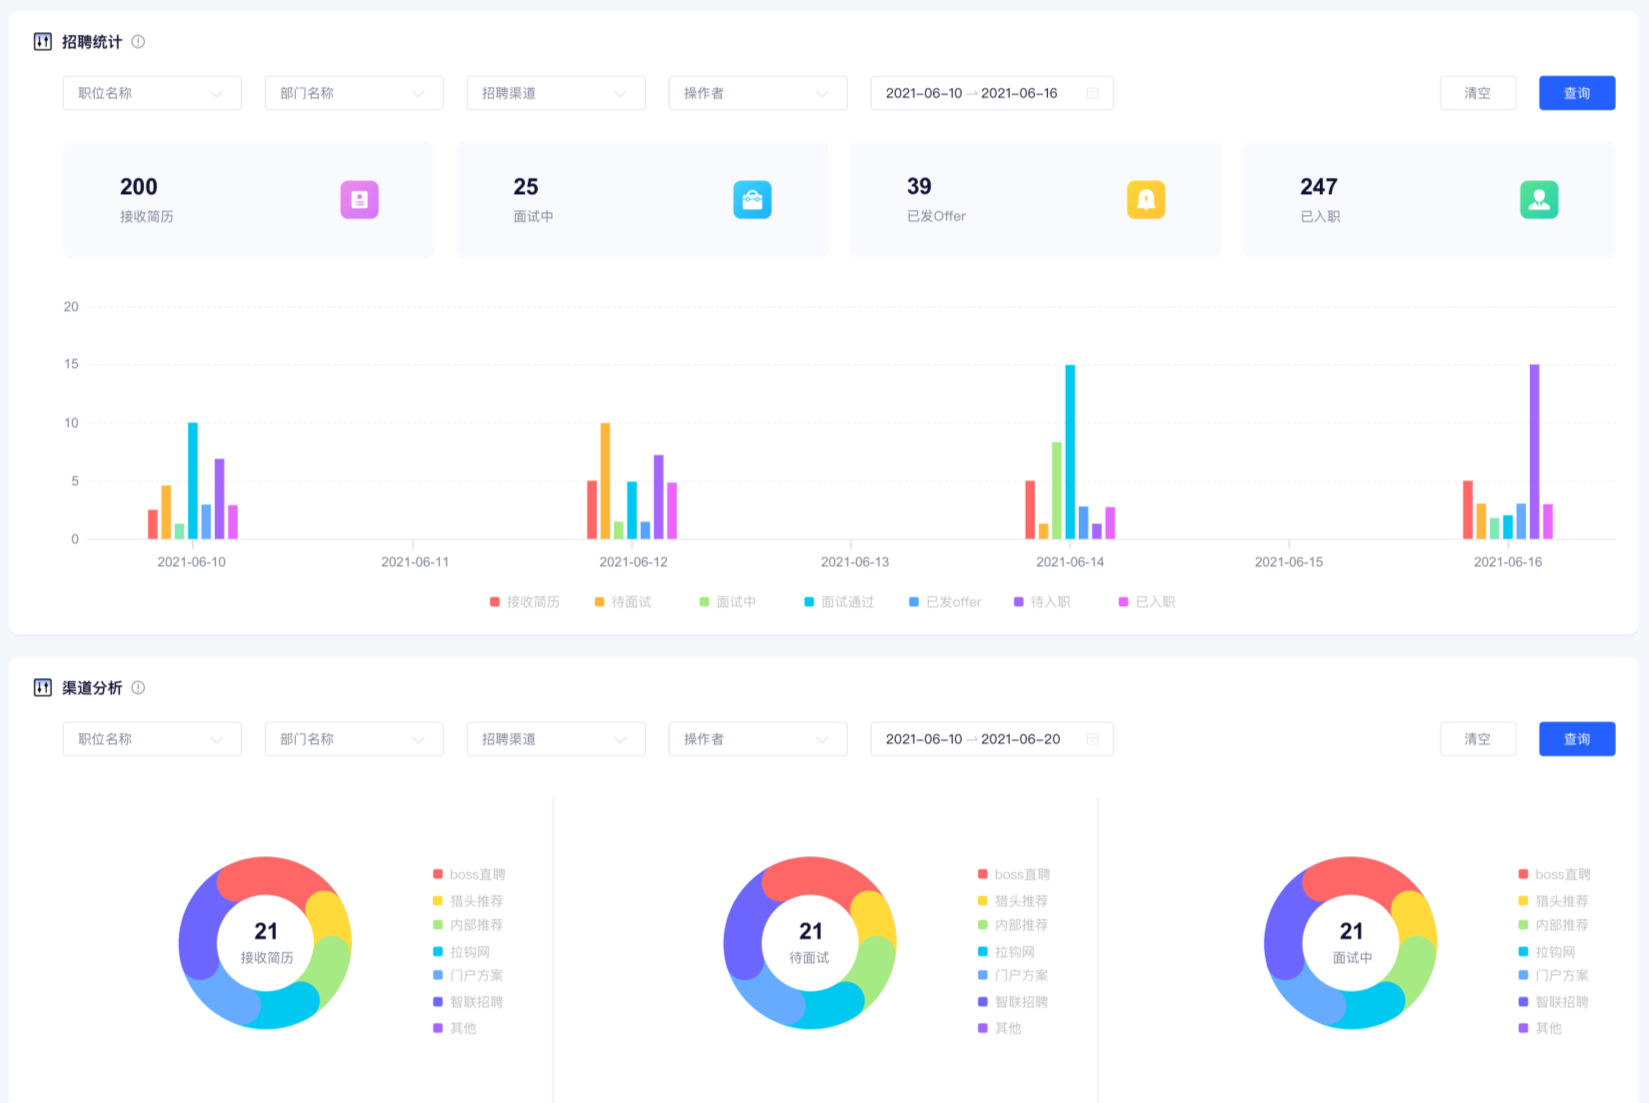 招聘统计
职位名称 部门名称 招聘渠道 操作者 2021-06-10 → 2021-06-16 清空 查询
200 25 39 247
接收简历 面试中 已发Offer 已入职
20
15
10
5
0
2021-06-10 2021-06-11 2021-06-12 2021-06-13 2021-06-14 2021-06-15 2021-06-16
接收简历 待面试 面试中 面试通过 已发offer 待入职 已入职
渠道分析
职位名称 部门名称 招聘渠道 操作者 2021-06-10 → 2021-06-20 清空 查询
21
接收简历
boss直聘
猎头推荐
内部推荐
拉钩网
门户方案
智联招聘
其他
21
待面试
boss直聘
猎头推荐
内部推荐
拉钩网
门户方案
智联招聘
其他
21
面试中
boss直聘
猎头推荐
内部推荐
拉钩网
门户方案
智联招聘
其他